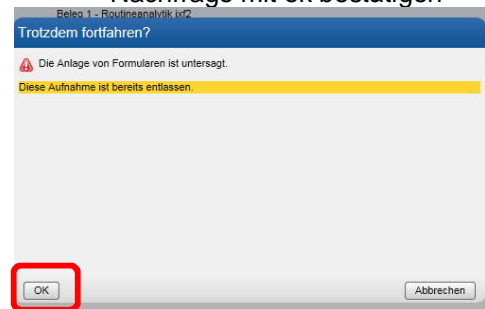 Nachfrage mit ok bestätigen
Beleg 1 - Routineanalytik ixf2
Trotzdem fortfahren?
Die Anlage von Formularen ist untersagt.
Diese Aufnahme ist bereits entlassen.
OK
Abbrechen